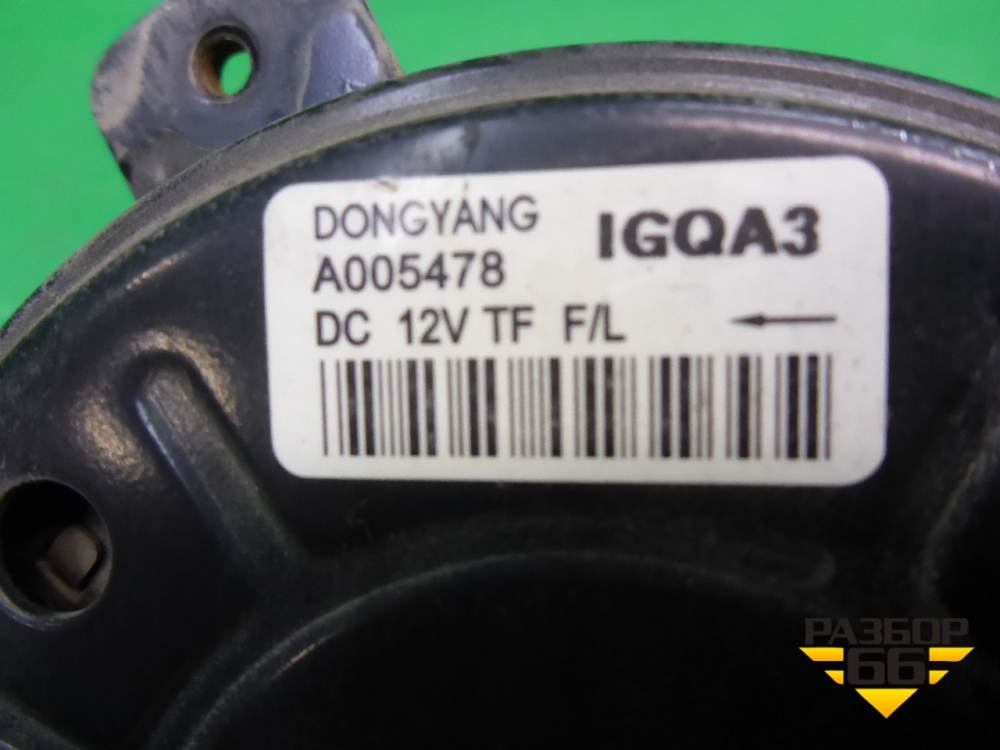 DONGYANG IGQA3
A005478
DC 12V TF F/L
РАЗБОР
66